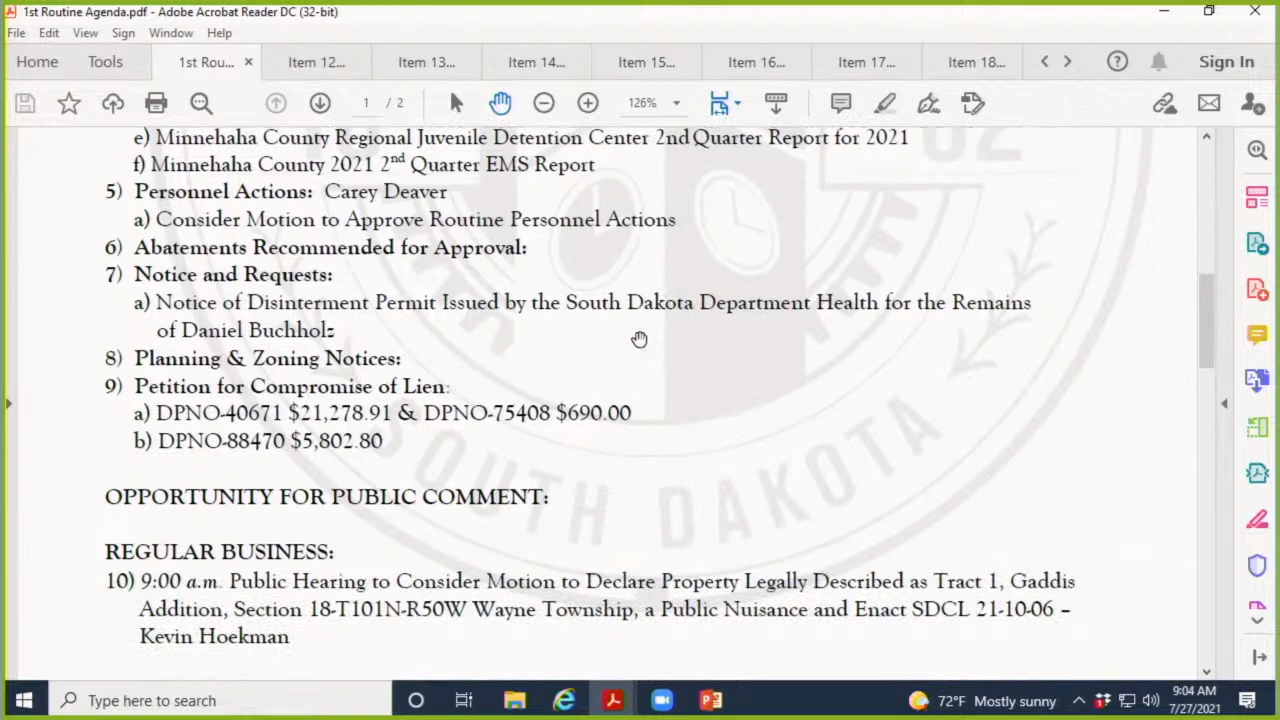 1st Routine Agenda.pdf - Adobe Acrobat Reader DC (32-bit)
File Edit View Sign Window Help
Home Tools 1st Rou... × Item 12... Item 13... Item 14... Item 15... Item 16... Item 17... Item 18... Sign In
1 / 2 126%
e) Minnehaha County Regional Juvenile Detention Center 2nd Quarter Report for 2021
f) Minnehaha County 2021 2nd Quarter EMS Report
5) Personnel Actions: Carey Deaver
a) Consider Motion to Approve Routine Personnel Actions
6) Abatements Recommended for Approval:
7) Notice and Requests:
a) Notice of Disinterment Permit Issued by the South Dakota Department Health for the Remains
of Daniel Buchholz
8) Planning & Zoning Notices:
9) Petition for Compromise of Lien:
a) DPNO-40671 $21,278.91 & DPNO-75408 $690.00
b) DPNO-88470 $5,802.80
SOUTH DAKOTA
OPPORTUNITY FOR PUBLIC COMMENT:
REGULAR BUSINESS:
10) 9:00 a.m. Public Hearing to Consider Motion to Declare Property Legally Described as Tract 1, Gaddis
Addition, Section 18-T101N-R50W Wayne Township, a Public Nuisance and Enact SDCL 21-10-06 –
Kevin Hoekman
Type here to search
72°F Mostly sunny
9:04 AM
7/27/2021